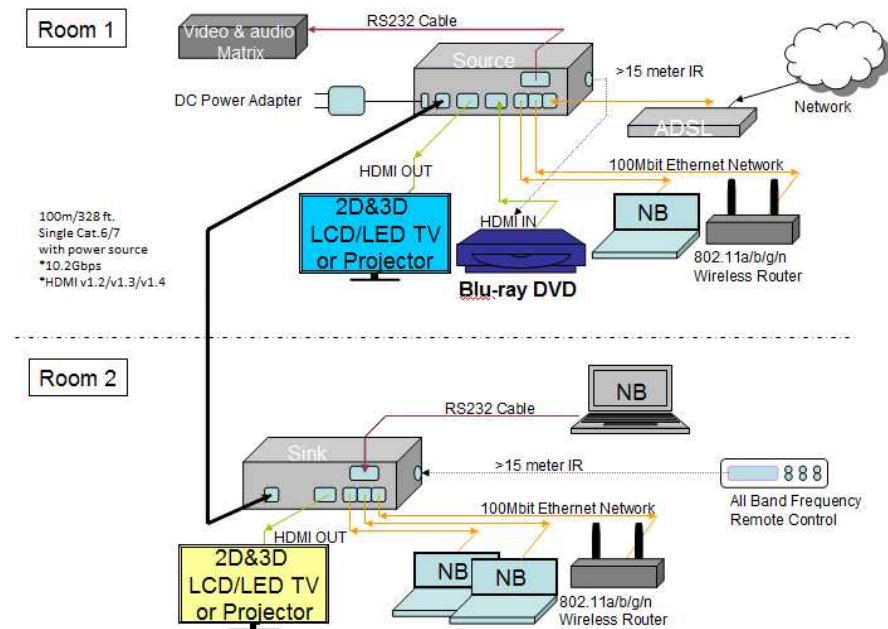 Room 1
Video & audio
Matrix
RS232 Cable
Source
>15 meter IR
DC Power Adapter
Network
ADSL
HDMI OUT
100Mbit Ethernet Network
2D&3D
LCD/LED TV
or Projector
HDMI IN
NB
Blu-ray DVD
802.11a/b/g/n
Wireless Router
100m/328 ft.
Single Cat.6/7
with power source
*10.2Gbps
*HDMI v1.2/v1.3/v1.4
Room 2
NB
RS232 Cable
Sink
>15 meter IR
All Band Frequency
Remote Control
100Mbit Ethernet Network
HDMI OUT
2D&3D
LCD/LED TV
or Projector
NB
NB
802.11a/b/g/n
Wireless Router